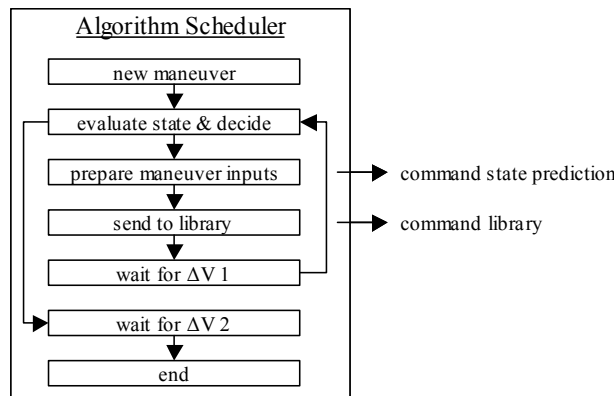 Algorithm Scheduler
new maneuver
evaluate state & decide
prepare maneuver inputs
send to library
wait for ΔV 1
wait for ΔV 2
end
command state prediction
command library